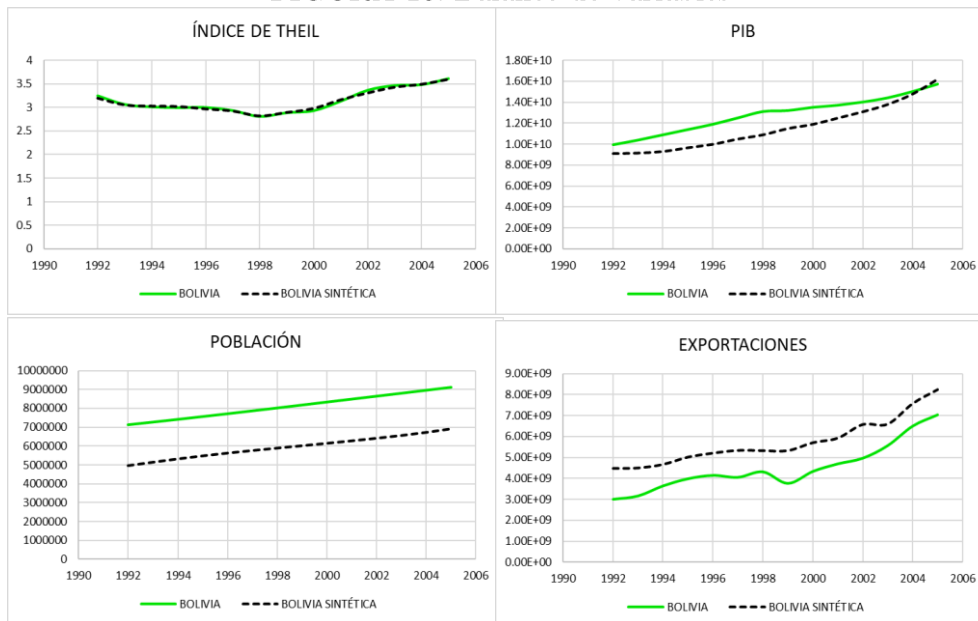 ÍNDICE DE THEIL
4
3.5
3
2.5
2
1.5
1
0.5
0
1990 1992 1994 1996 1998 2000 2002 2004 2006
BOLIVIA BOLIVIA SINTÉTICA
PIB
1.80E+10
1.60E+10
1.40E+10
1.20E+10
1.00E+10
8.00E+09
6.00E+09
4.00E+09
2.00E+09
0.00E+00
1990 1992 1994 1996 1998 2000 2002 2004 2006
BOLIVIA BOLIVIA SINTÉTICA
POBLACIÓN
10000000
9000000
8000000
7000000
6000000
5000000
4000000
3000000
2000000
1000000
0
1990 1992 1994 1996 1998 2000 2002 2004 2006
BOLIVIA BOLIVIA SINTÉTICA
EXPORTACIONES
9.00E+09
8.00E+09
7.00E+09
6.00E+09
5.00E+09
4.00E+09
3.00E+09
2.00E+09
1.00E+09
0.00E+00
1990 1992 1994 1996 1998 2000 2002 2004 2006
BOLIVIA BOLIVIA SINTÉTICA